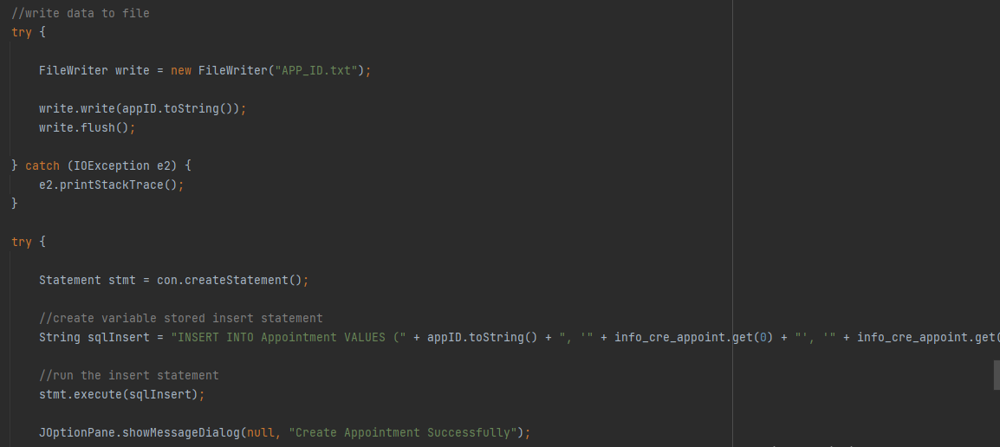 //write data to file
try {
FileWriter write = new FileWriter("APP_ID.txt");
write.write(appID.toString());
write.flush();
} catch (IOException e2) {
e2.printStackTrace();
}
try {
Statement stmt = con.createStatement();
//create variable stored insert statement
String sqlInsert = "INSERT INTO Appointment VALUES (" + appID.toString() + ", '" + info_cre_appoint.get(0) + "', '" + info_cre_appoint.get(
//run the insert statement
stmt.execute(sqlInsert);
JOptionPane.showMessageDialog(null, "Create Appointment Successfully");